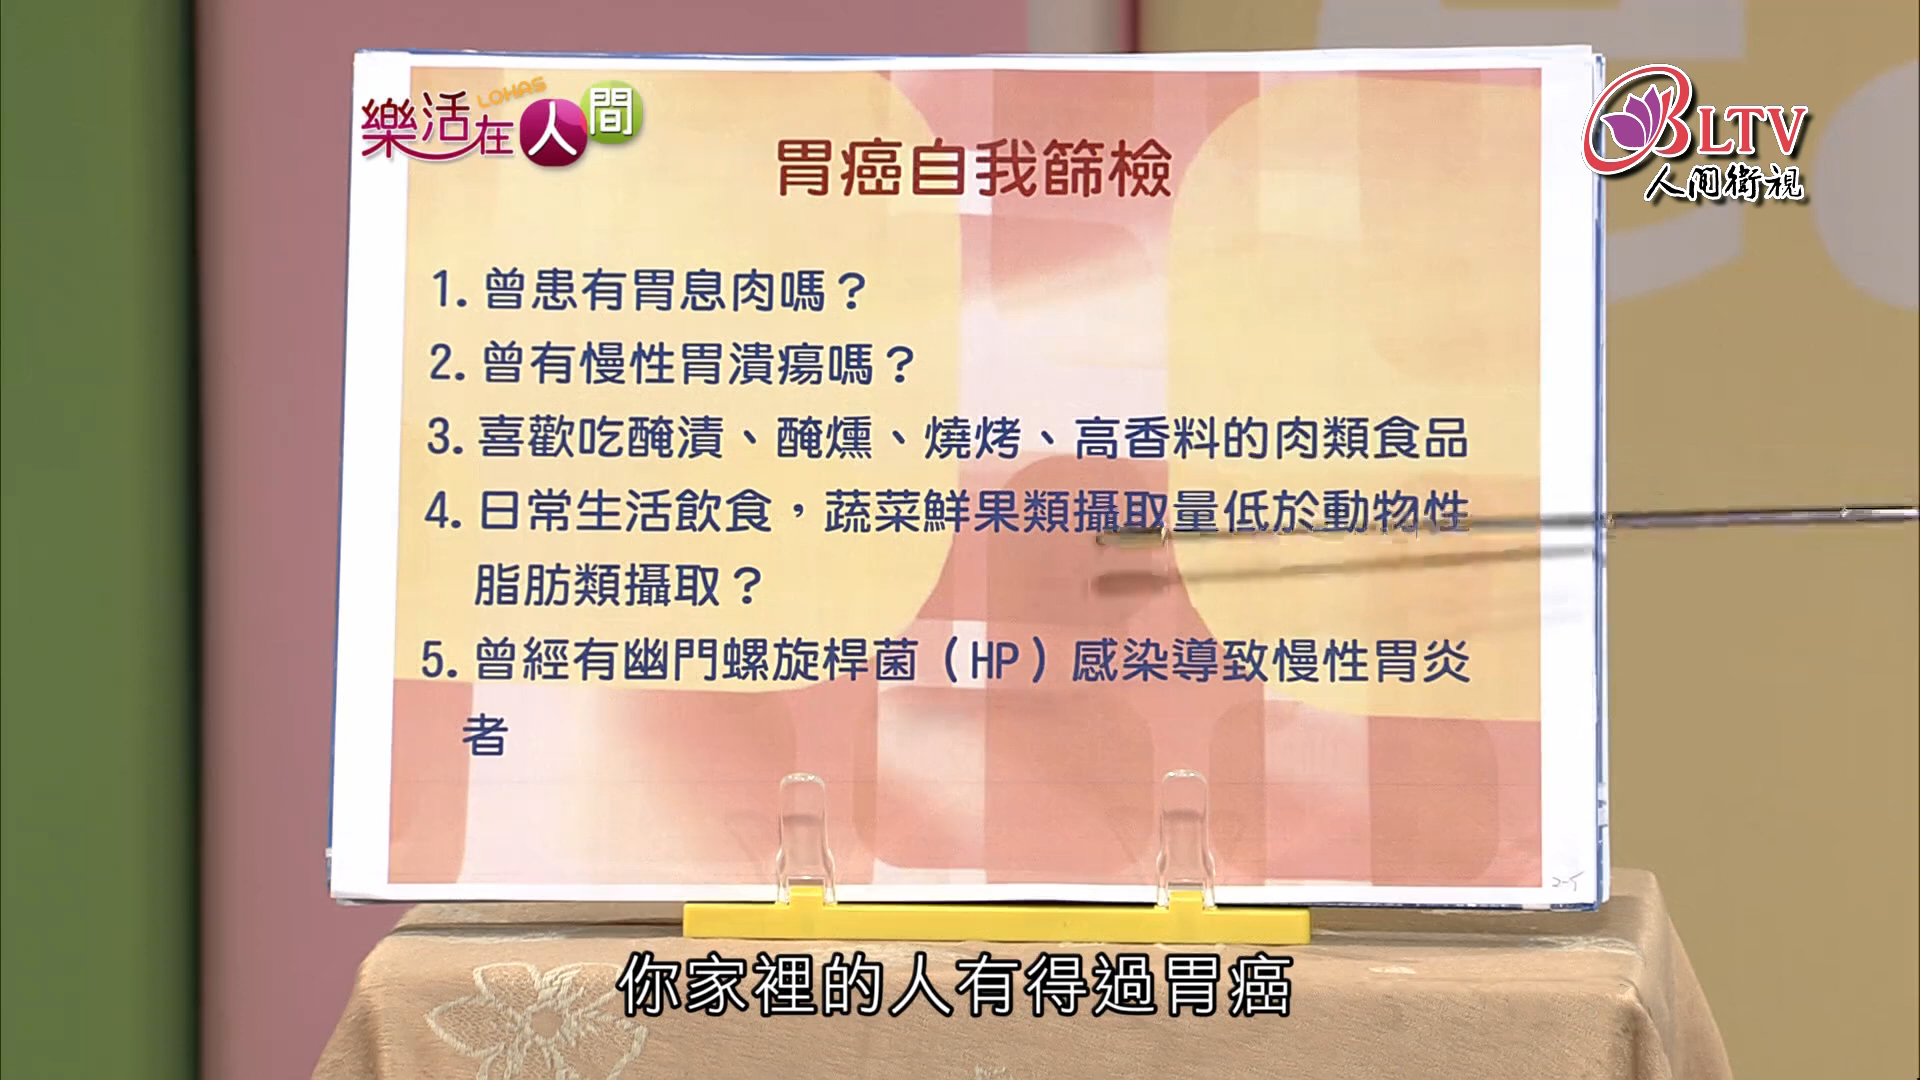 樂活在人間
LOHAS
BLTV
人間衛視
胃癌自我篩檢
1. 曾患有胃息肉嗎？
2. 曾有慢性胃潰瘍嗎？
3. 喜歡吃醃漬、醃燻、燒烤、高香料的肉類食品
4. 日常生活飲食，蔬菜鮮果類攝取量低於動物性
脂肪類攝取？
5. 曾經有幽門螺旋桿菌（HP）感染導致慢性胃炎
者
2-5
你家裡的人有得過胃癌